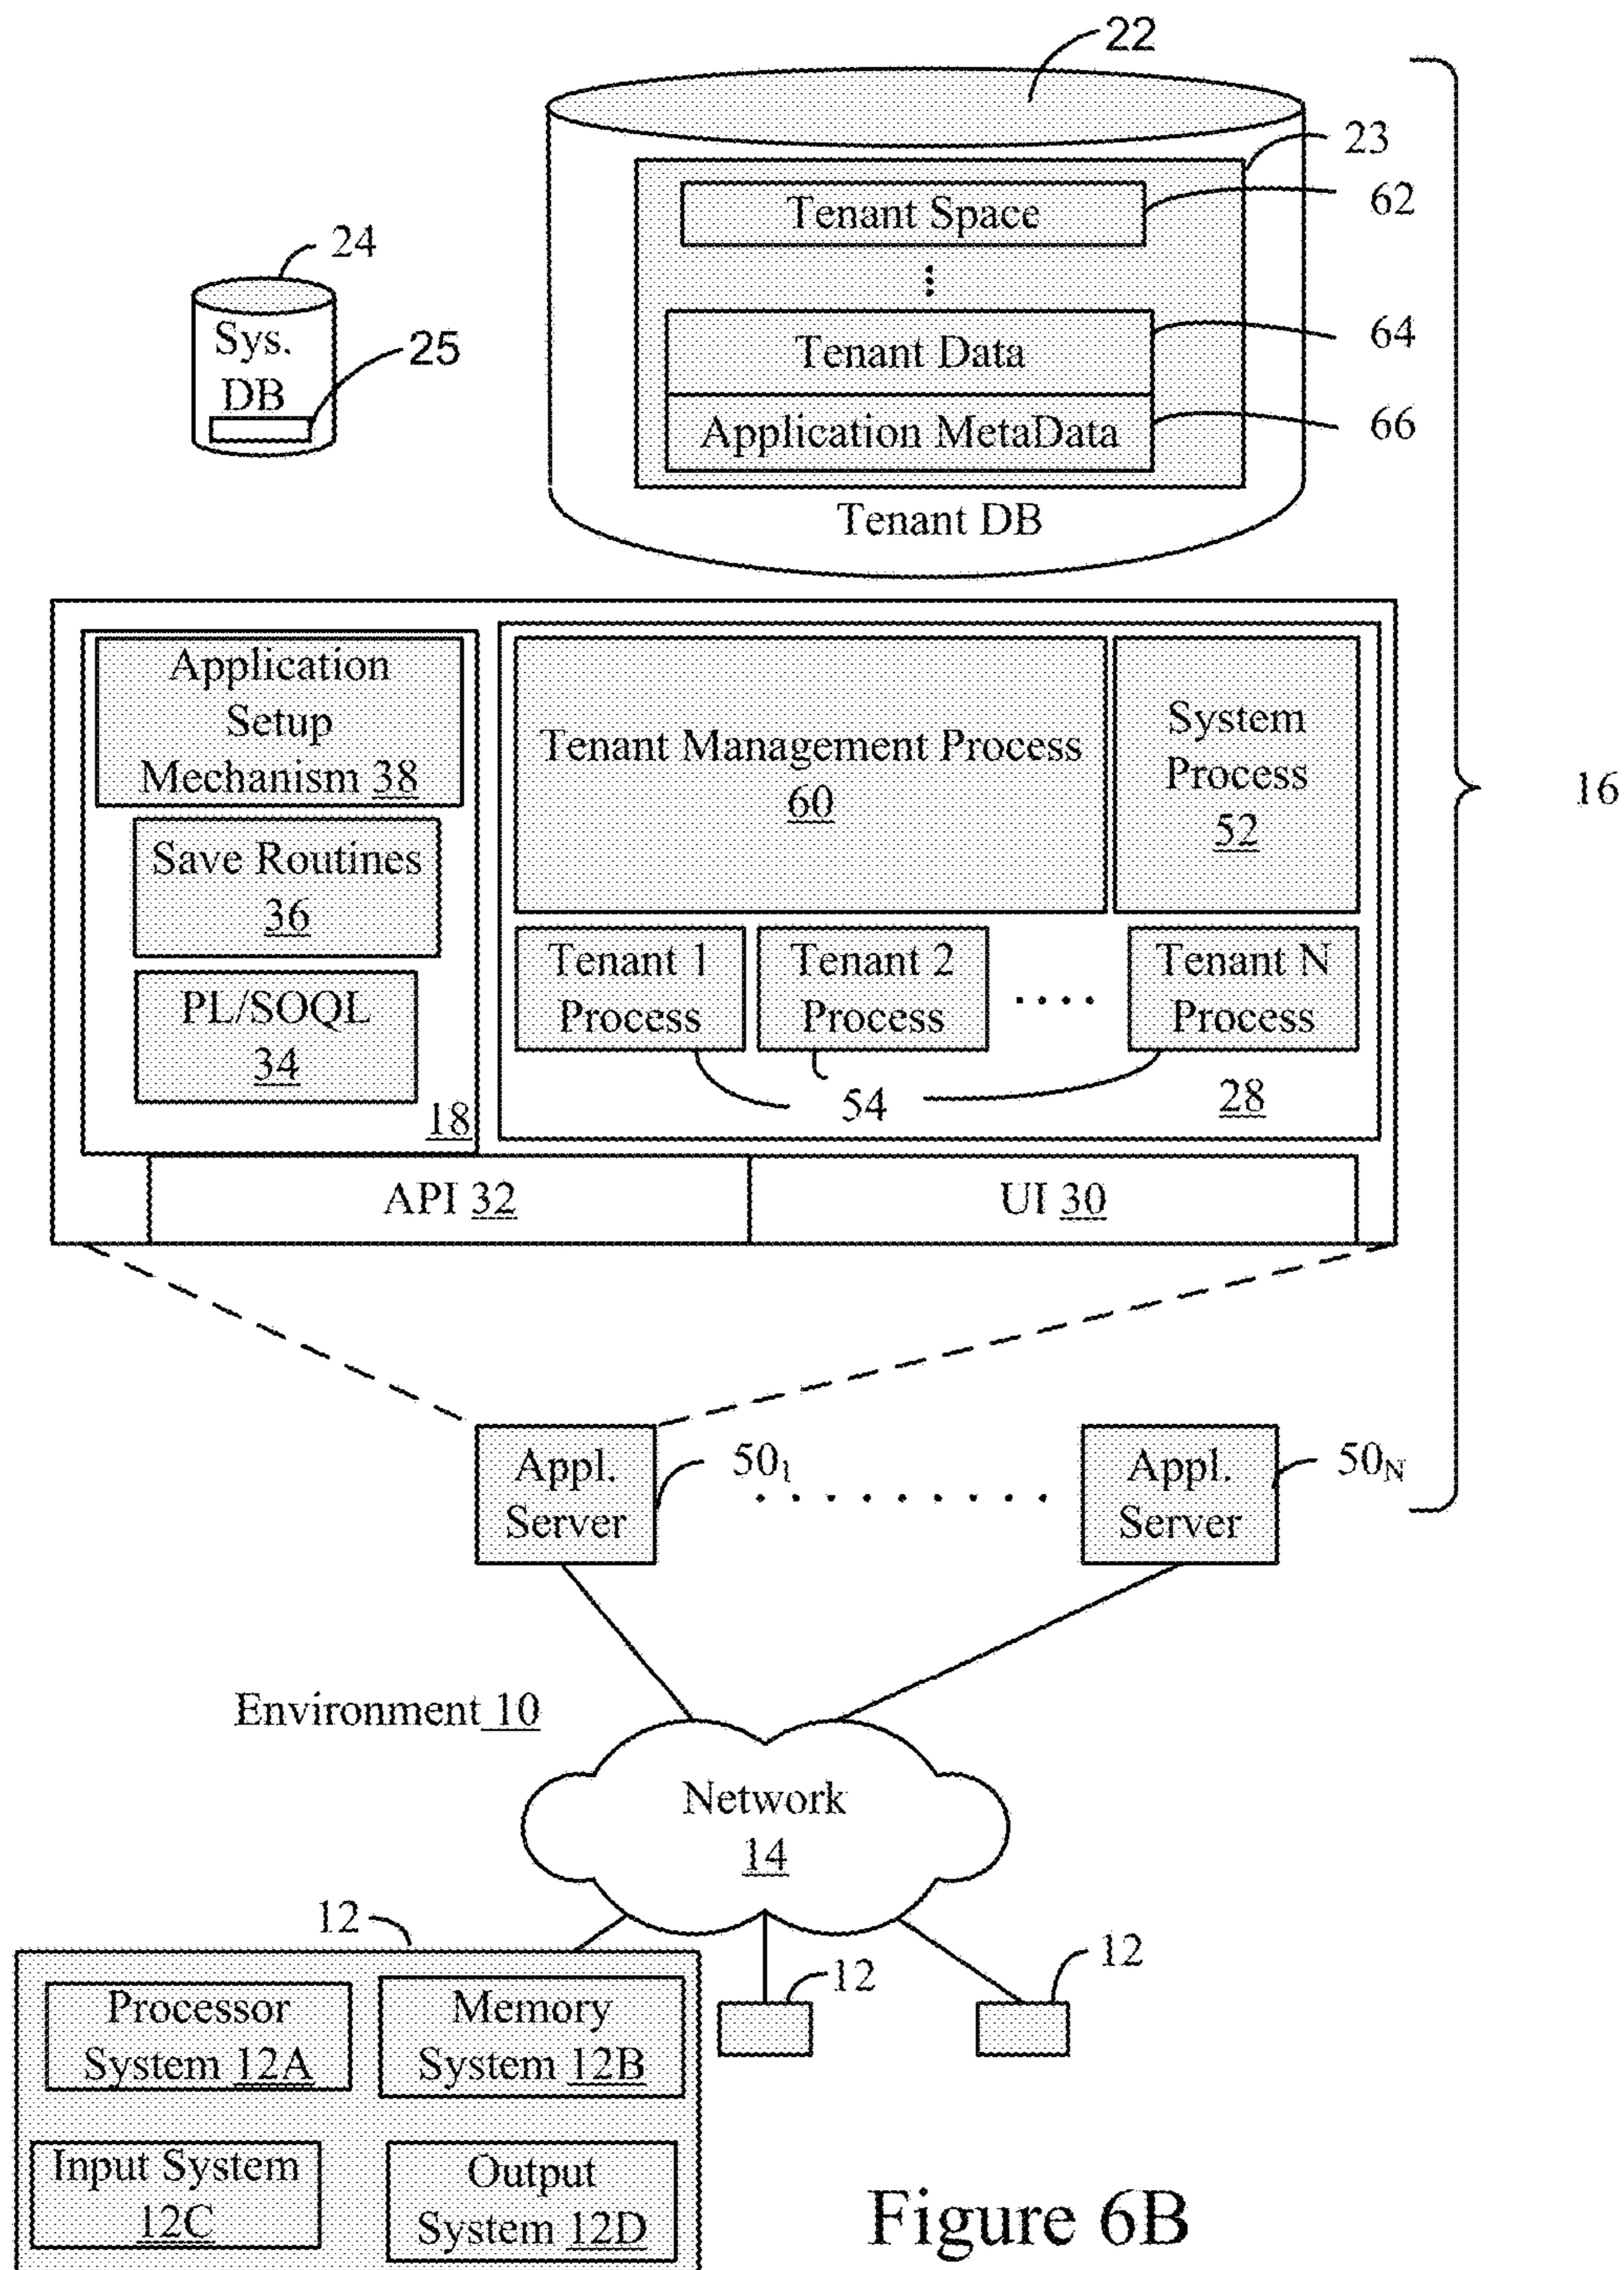 22
23
Tenant Space
62
24
Sys.
DB
25
Tenant Data
64
Application MetaData
66
Tenant DB
16
Application
Setup
Mechanism 38
Save Routines
36
PL/SOQL
34
18
Tenant Management Process
60
System
Process
52
Tenant 1
Process
Tenant 2
Process
Tenant N
Process
54
28
API 32
UI 30
Appl.
Server
50₁
Appl.
Server
50N
Environment 10
Network
14
12
12
12
Processor
System 12A
Memory
System 12B
Input System
12C
Output
System 12D
Figure 6B